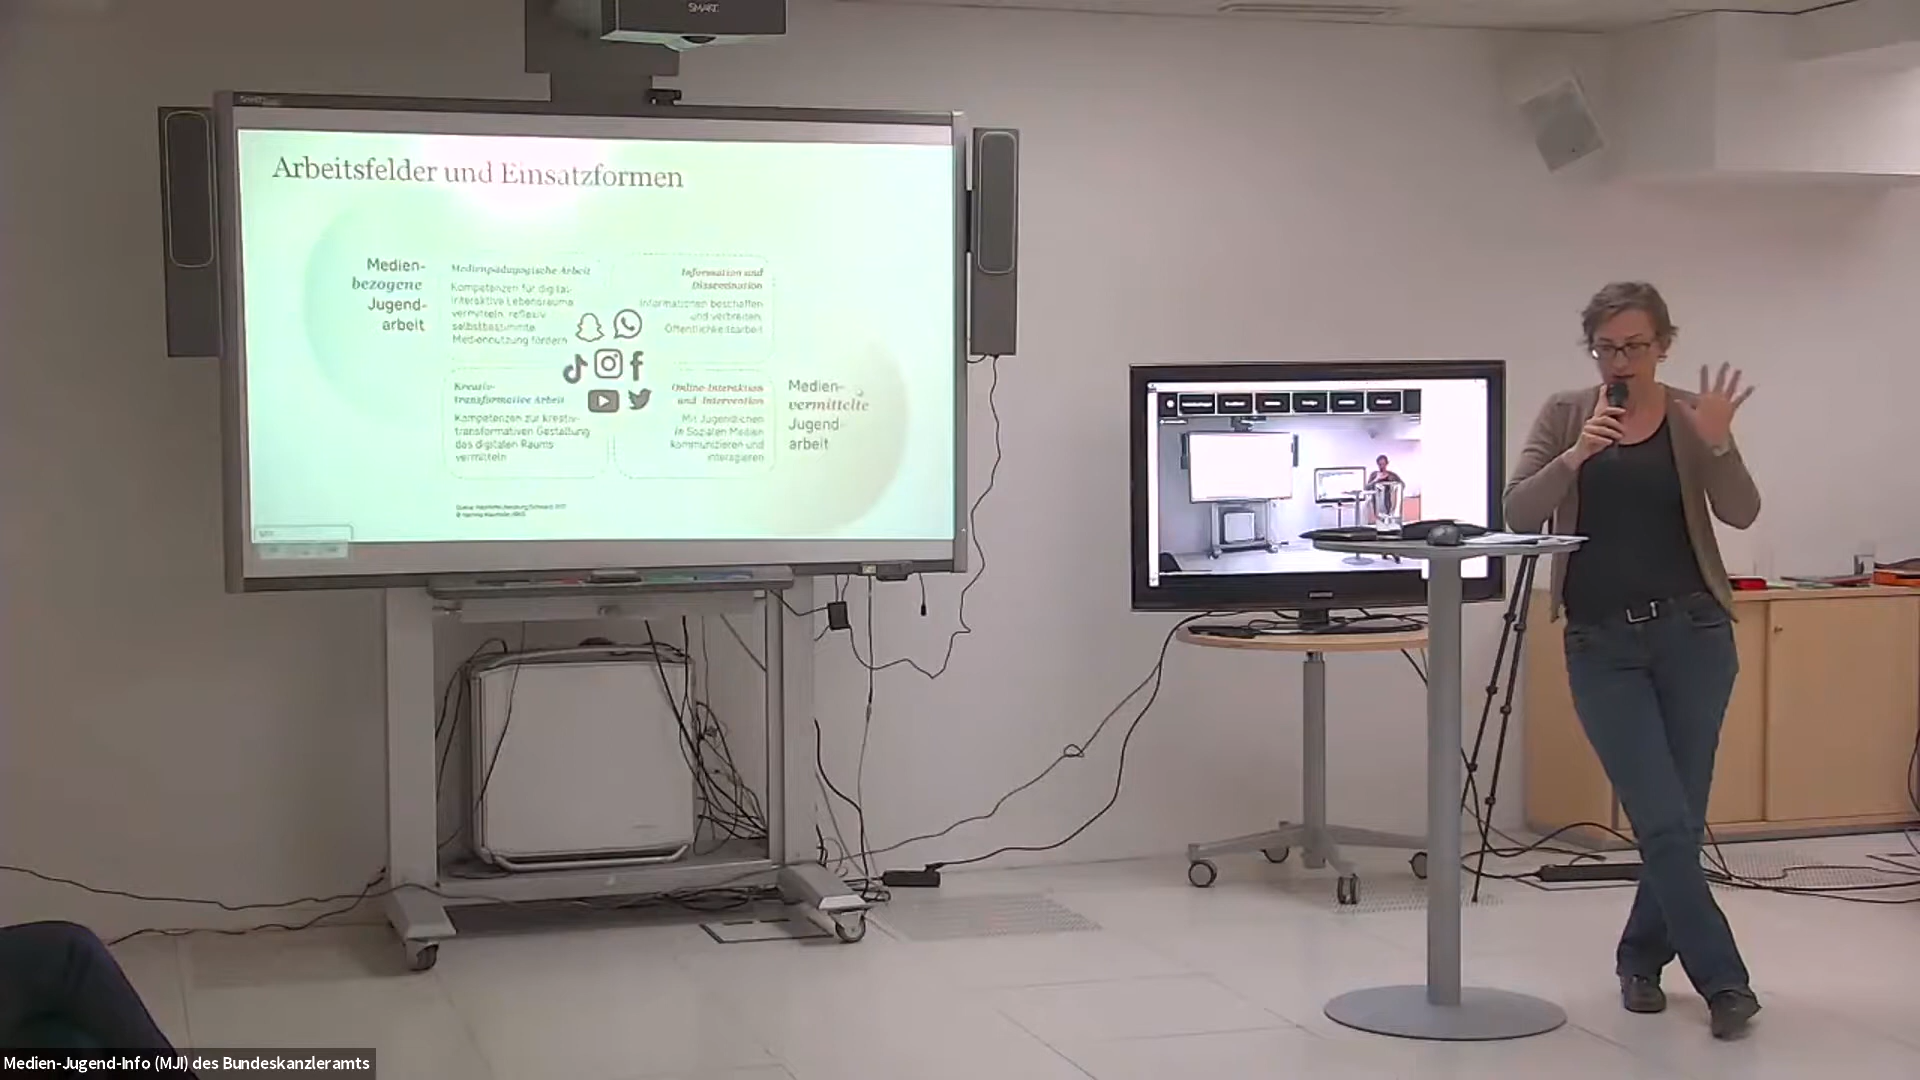 SMART
Arbeitsfelder und Einsatzformen
Medien-
bezogene
Jugend-
arbeit
Medienpädagogische Arbeit
Kompetenzen für digital-
interaktive Lebensräume
vermitteln, reflexiv
selbstbestimmte
Mediennutzung fördern
Information und
Dissemination
Informationen beschaffen
und verbreiten,
Öffentlichkeitsarbeit
Kreativ-
transformative Arbeit
Kompetenzen zur kreativ-
transformativen Gestaltung
des digitalen Raums
vermitteln
Online-Interaktion
und -Intervention
Mit Jugendlichen
in Sozialen Medien
kommunizieren und
interagieren
Medien-
vermittelte
Jugend-
arbeit
Medien-Jugend-Info (MJI) des Bundeskanzleramts